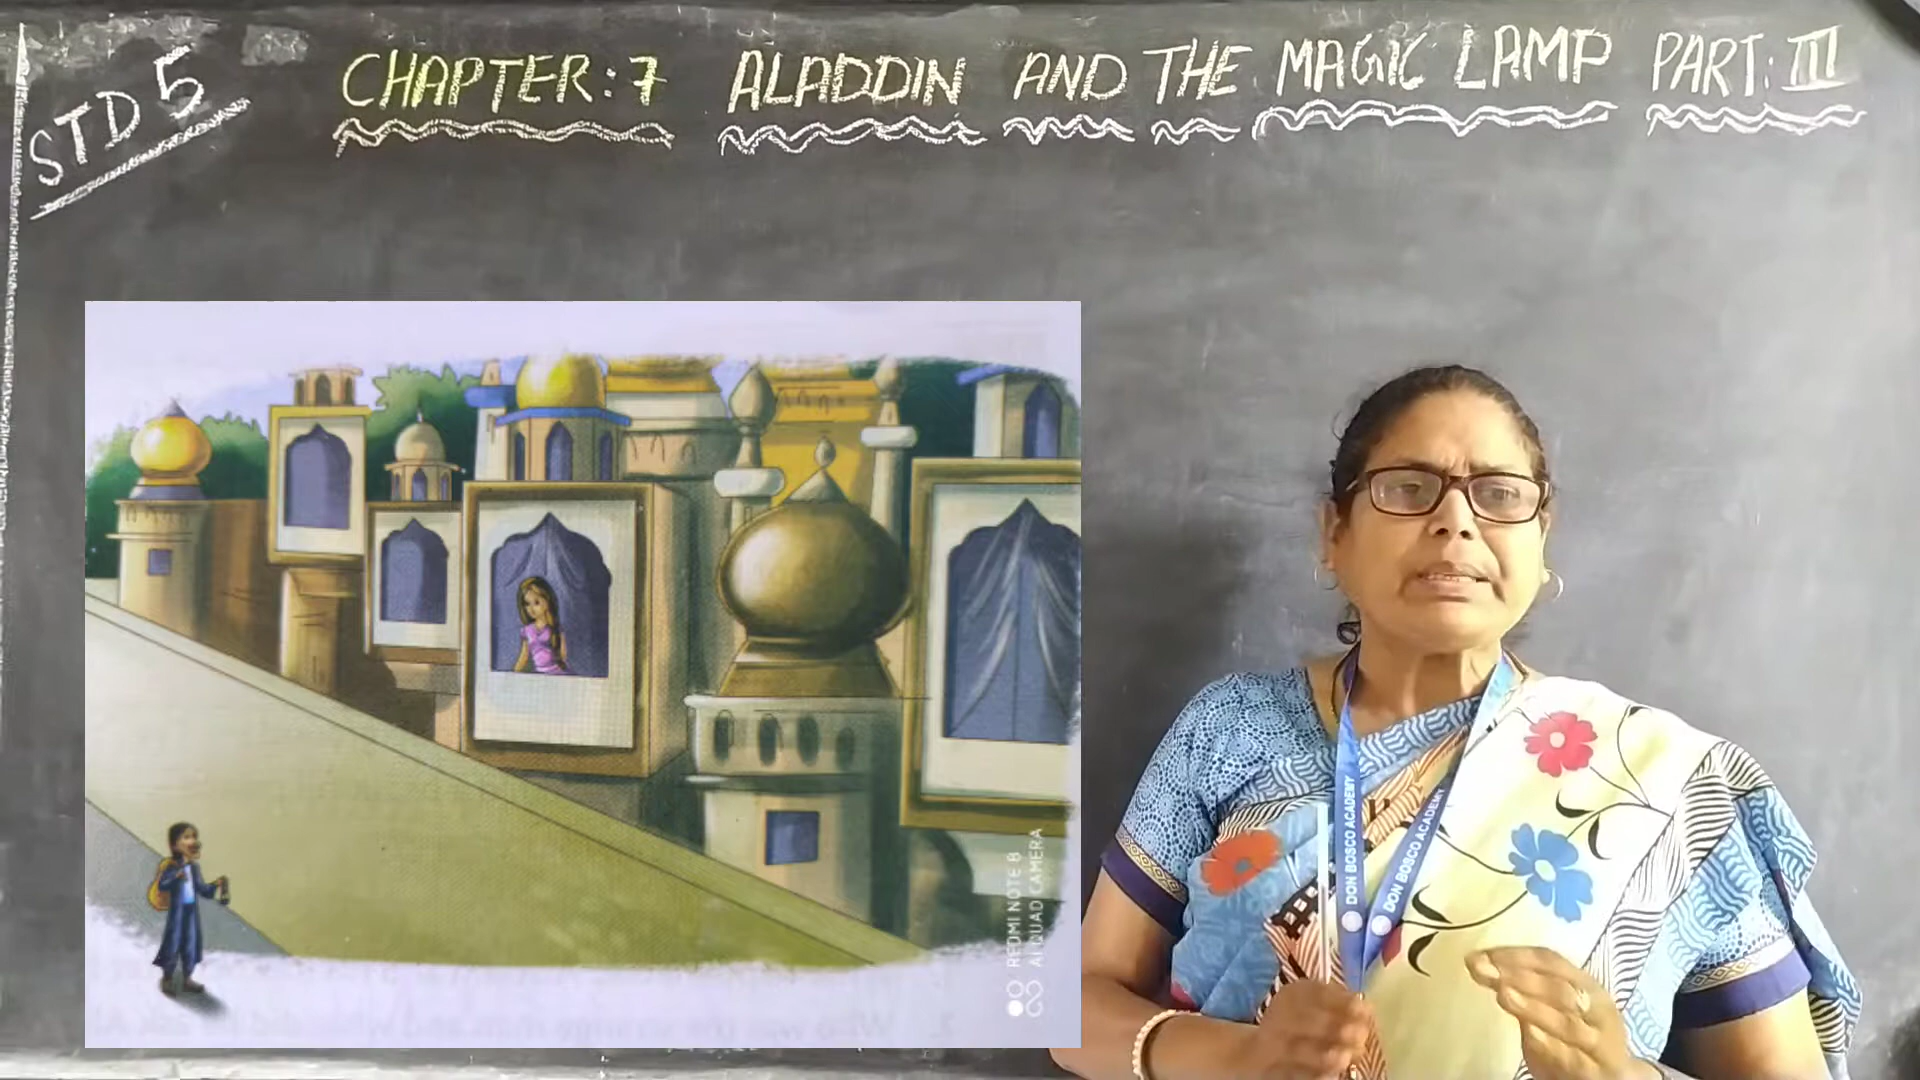 STD 5
CHAPTER: 7 ALADDIN AND THE MAGIC LAMP PART: III
REDMI NOTE 8
AI QUAD CAMERA
DON BOSCO ACADEMY
DON BOSCO ACADEMY